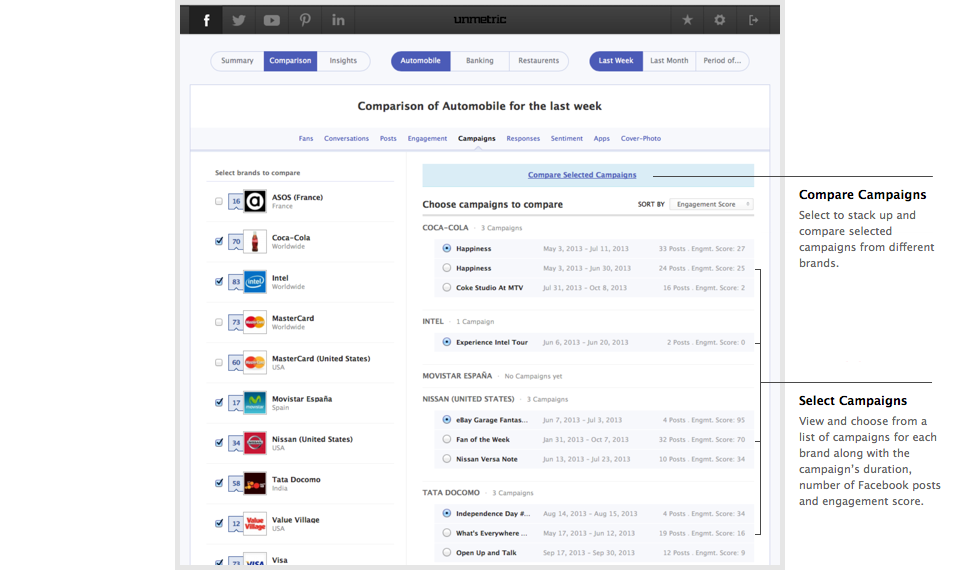 unmetric
Summary Comparison Insights Automobile Banking Restaurents Last Week Last Month Period of...
Comparison of Automobile for the last week
Fans Conversations Posts Engagement Campaigns Responses Sentiment Apps Cover-Photo
Select brands to compare
16 ASOS (France)
France
70 Coca-Cola
Worldwide
83 intel Intel
Worldwide
73 MasterCard MasterCard
Worldwide
60 MasterCard MasterCard (United States)
USA
17 movistar Movistar España
Spain
34 NISSAN Nissan (United States)
USA
58 Tata Docomo
India
12 Value Village Value Village
USA
73 VISA Visa
Compare Selected Campaigns
Choose campaigns to compare SORT BY Engagement Score
COCA-COLA · 3 Campaigns
Happiness May 3, 2013 - Jul 11, 2013 33 Posts . Engmt. Score: 27
Happiness May 3, 2013 - Jun 30, 2013 24 Posts . Engmt. Score: 25
Coke Studio At MTV Jul 31, 2013 - Oct 8, 2013 16 Posts . Engmt. Score: 2
INTEL · 1 Campaign
Experience Intel Tour Jun 6, 2013 - Jun 20, 2013 2 Posts . Engmt. Score: 0
MOVISTAR ESPAÑA · No Campaigns yet
NISSAN (UNITED STATES) · 3 Campaigns
eBay Garage Fantas... Jun 7, 2013 - Jul 3, 2013 4 Posts . Engmt. Score: 95
Fan of the Week Jan 31, 2013 - Oct 7, 2013 32 Posts . Engmt. Score: 70
Nissan Versa Note Jun 13, 2013 - Jul 23, 2013 10 Posts . Engmt. Score: 34
TATA DOCOMO · 3 Campaigns
Independence Day #... Aug 14, 2013 - Aug 15, 2013 4 Posts . Engmt. Score: 34
What's Everywhere ... May 17, 2013 - Jun 12, 2013 19 Posts . Engmt. Score: 16
Open Up and Talk Sep 17, 2013 - Sep 30, 2013 12 Posts . Engmt. Score: 9
Compare Campaigns
Select to stack up and
compare selected
campaigns from different
brands.
Select Campaigns
View and choose from a
list of campaigns for each
brand along with the
campaign's duration,
number of Facebook posts
and engagement score.